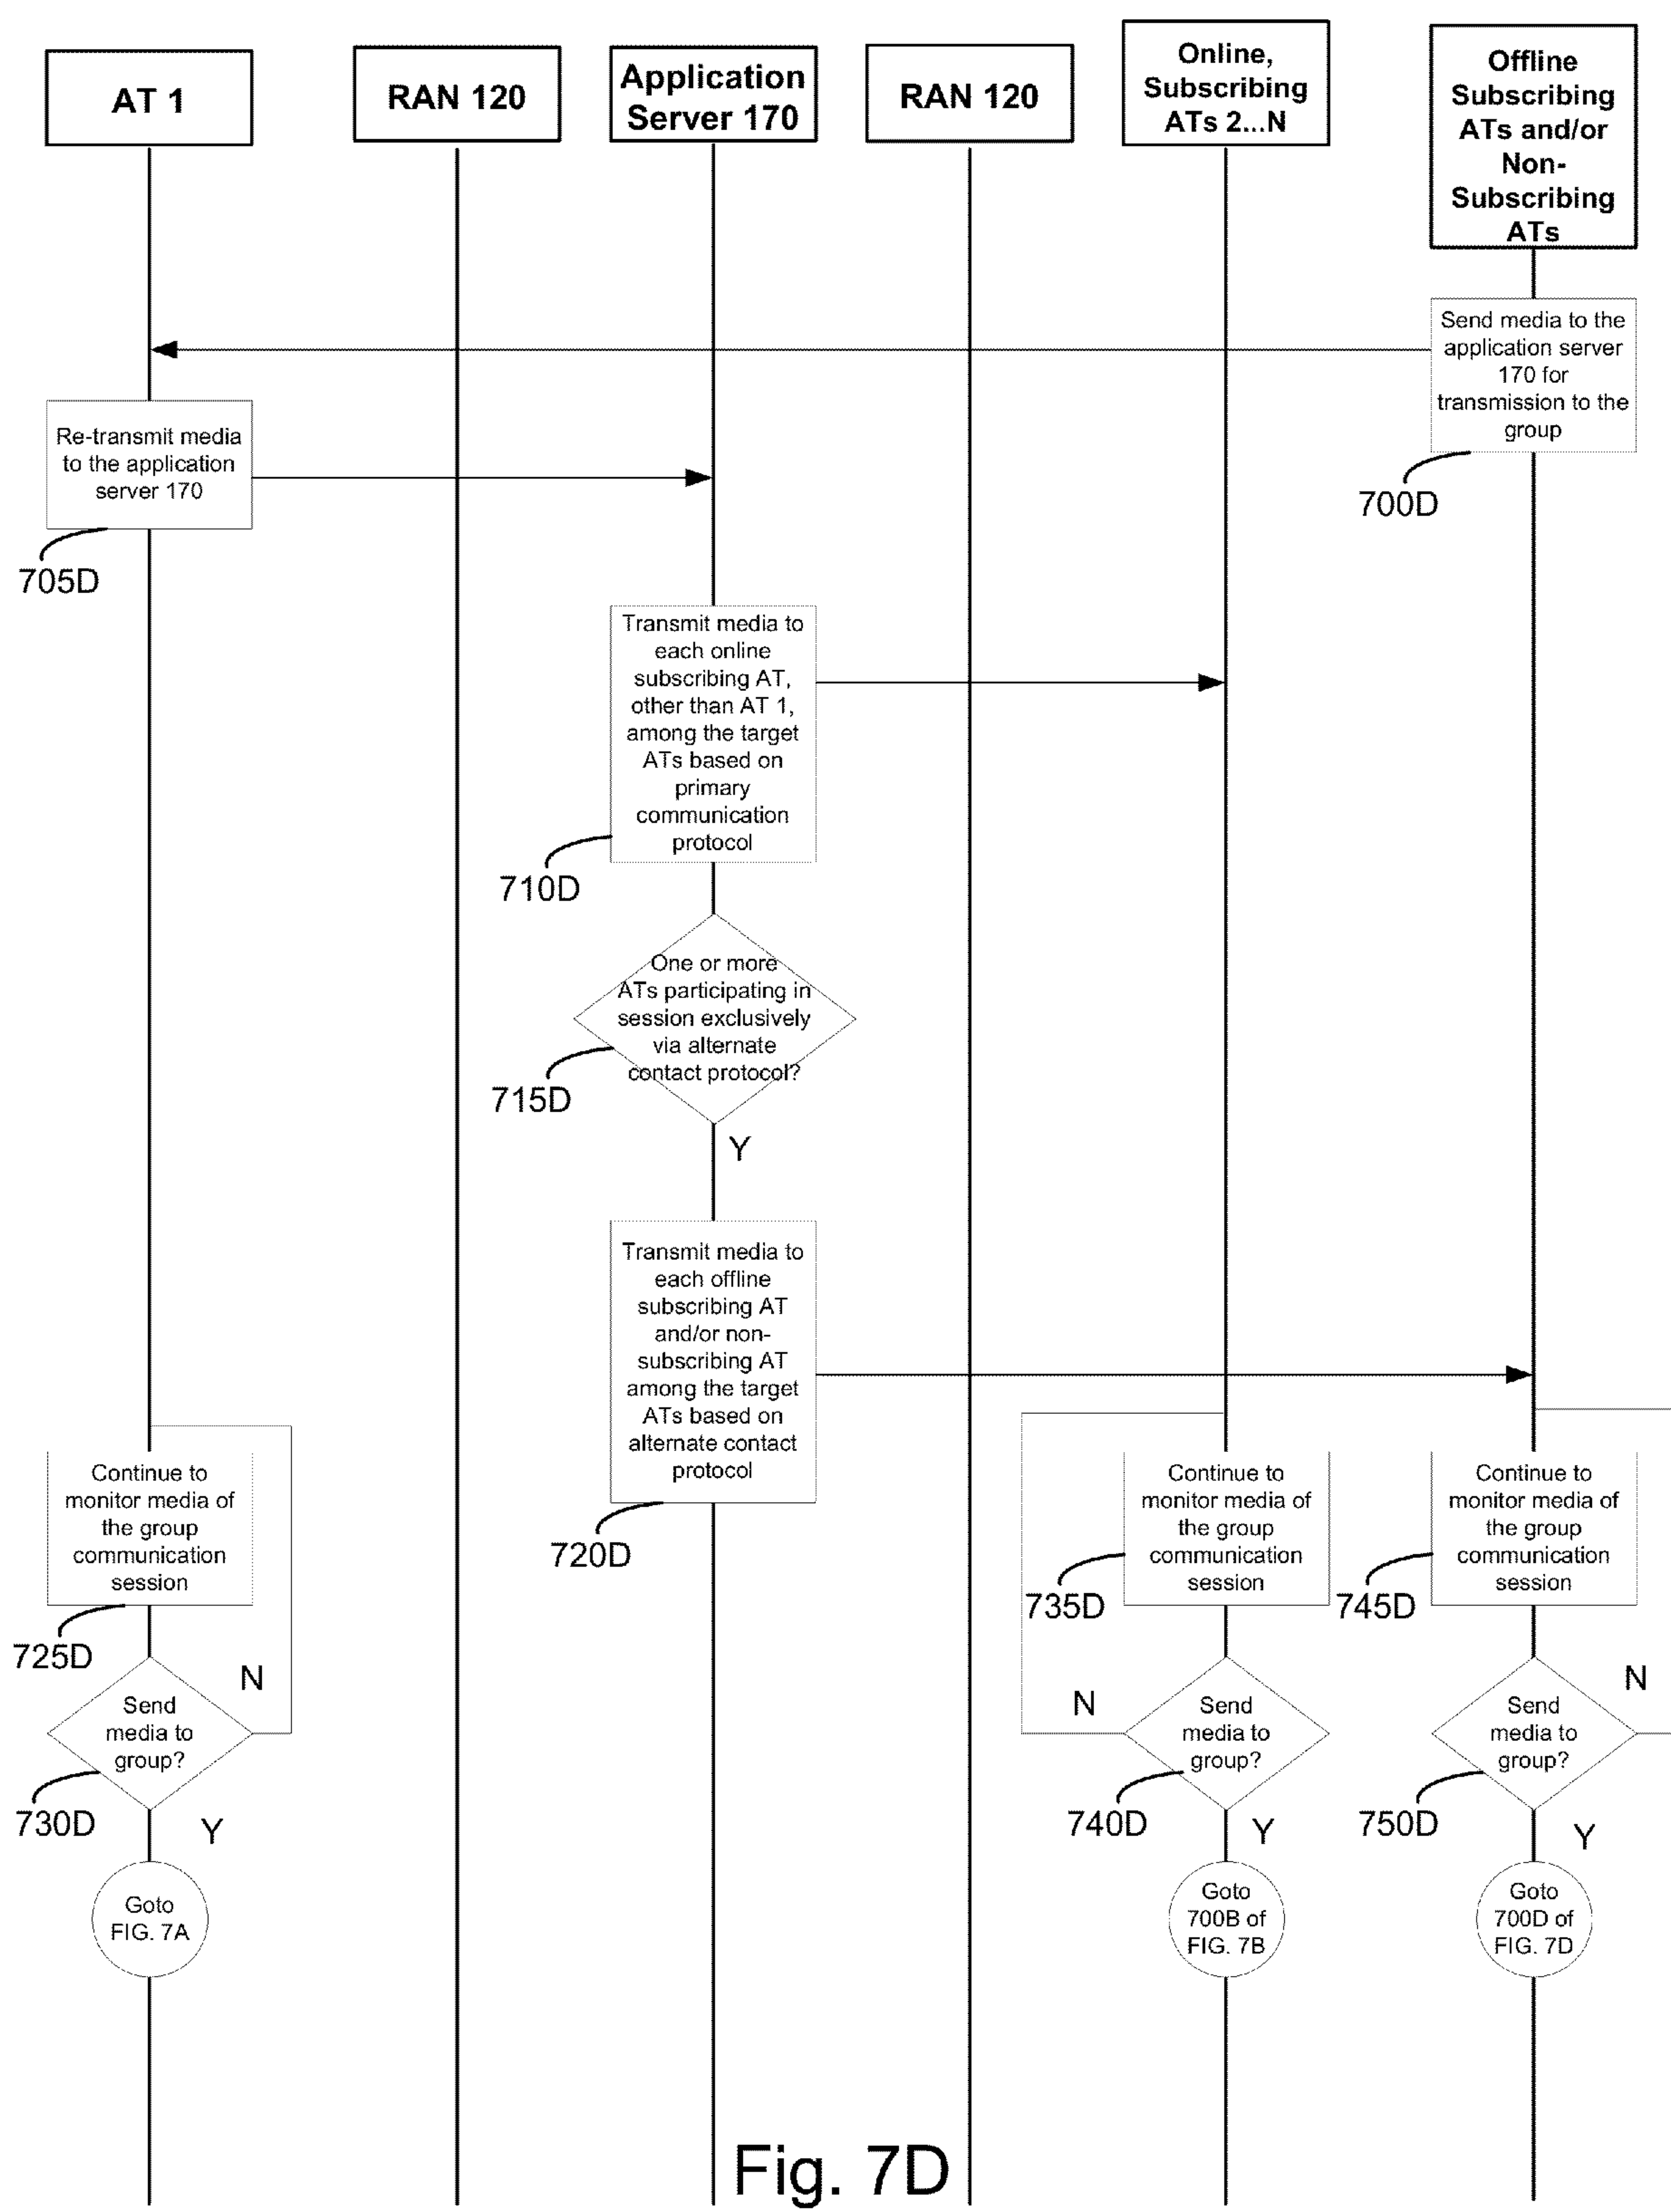 AT 1
RAN 120
Application
Server 170
RAN 120
Online,
Subscribing
ATs 2...N
Offline
Subscribing
ATs and/or
Non-
Subscribing
ATs
Send media to the
application server
170 for
transmission to the
group
700D
Re-transmit media
to the application
server 170
705D
Transmit media to
each online
subscribing AT,
other than AT 1,
among the target
ATs based on
primary
communication
protocol
710D
One or more
ATs participating in
session exclusively
via alternate
contact protocol?
715D
Y
Transmit media to
each offline
subscribing AT
and/or non-
subscribing AT
among the target
ATs based on
alternate contact
protocol
720D
Continue to
monitor media of
the group
communication
session
725D
Send
media to
group?
N
730D
Y
Goto
FIG. 7A
Continue to
monitor media of
the group
communication
session
735D
Send
media to
group?
N
740D
Y
Goto
700B of
FIG. 7B
Continue to
monitor media of
the group
communication
session
745D
Send
media to
group?
N
750D
Y
Goto
700D of
FIG. 7D
Fig. 7D